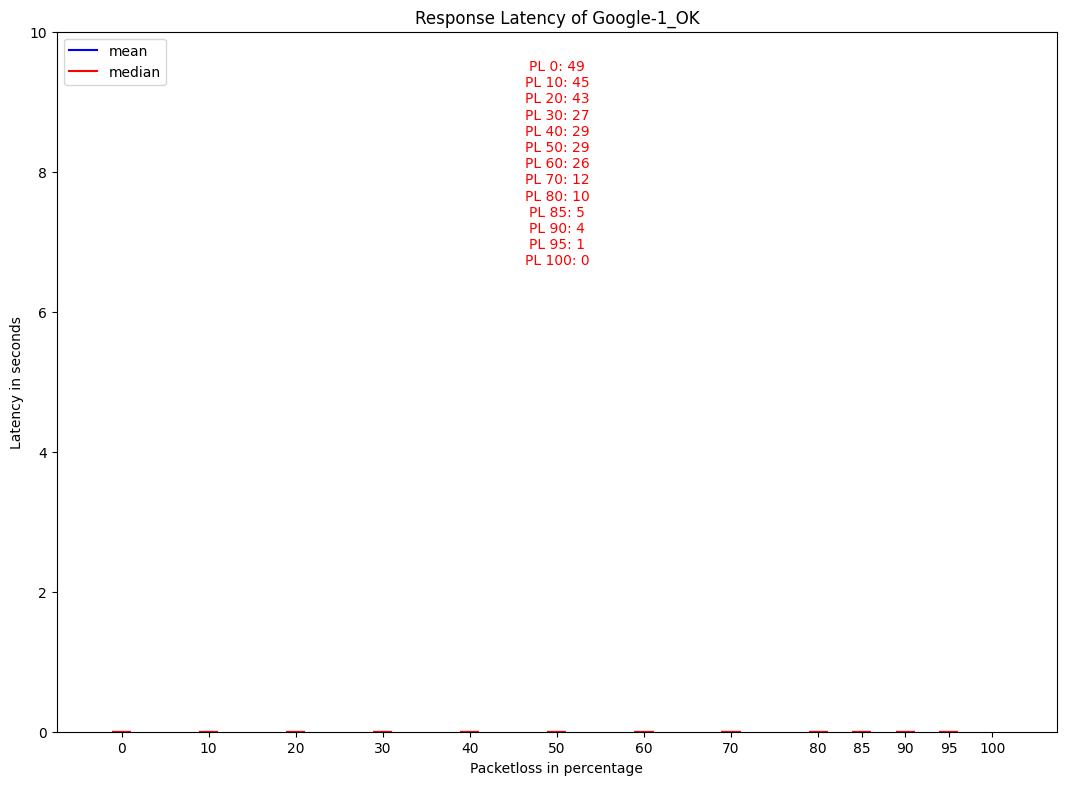 Response Latency of Google-1_OK
mean
median
PL 0: 49
PL 10: 45
PL 20: 43
PL 30: 27
PL 40: 29
PL 50: 29
PL 60: 26
PL 70: 12
PL 80: 10
PL 85: 5
PL 90: 4
PL 95: 1
PL 100: 0
10
8
6
4
2
0
Latency in seconds
0 10 20 30 40 50 60 70 80 85 90 95 100
Packetloss in percentage